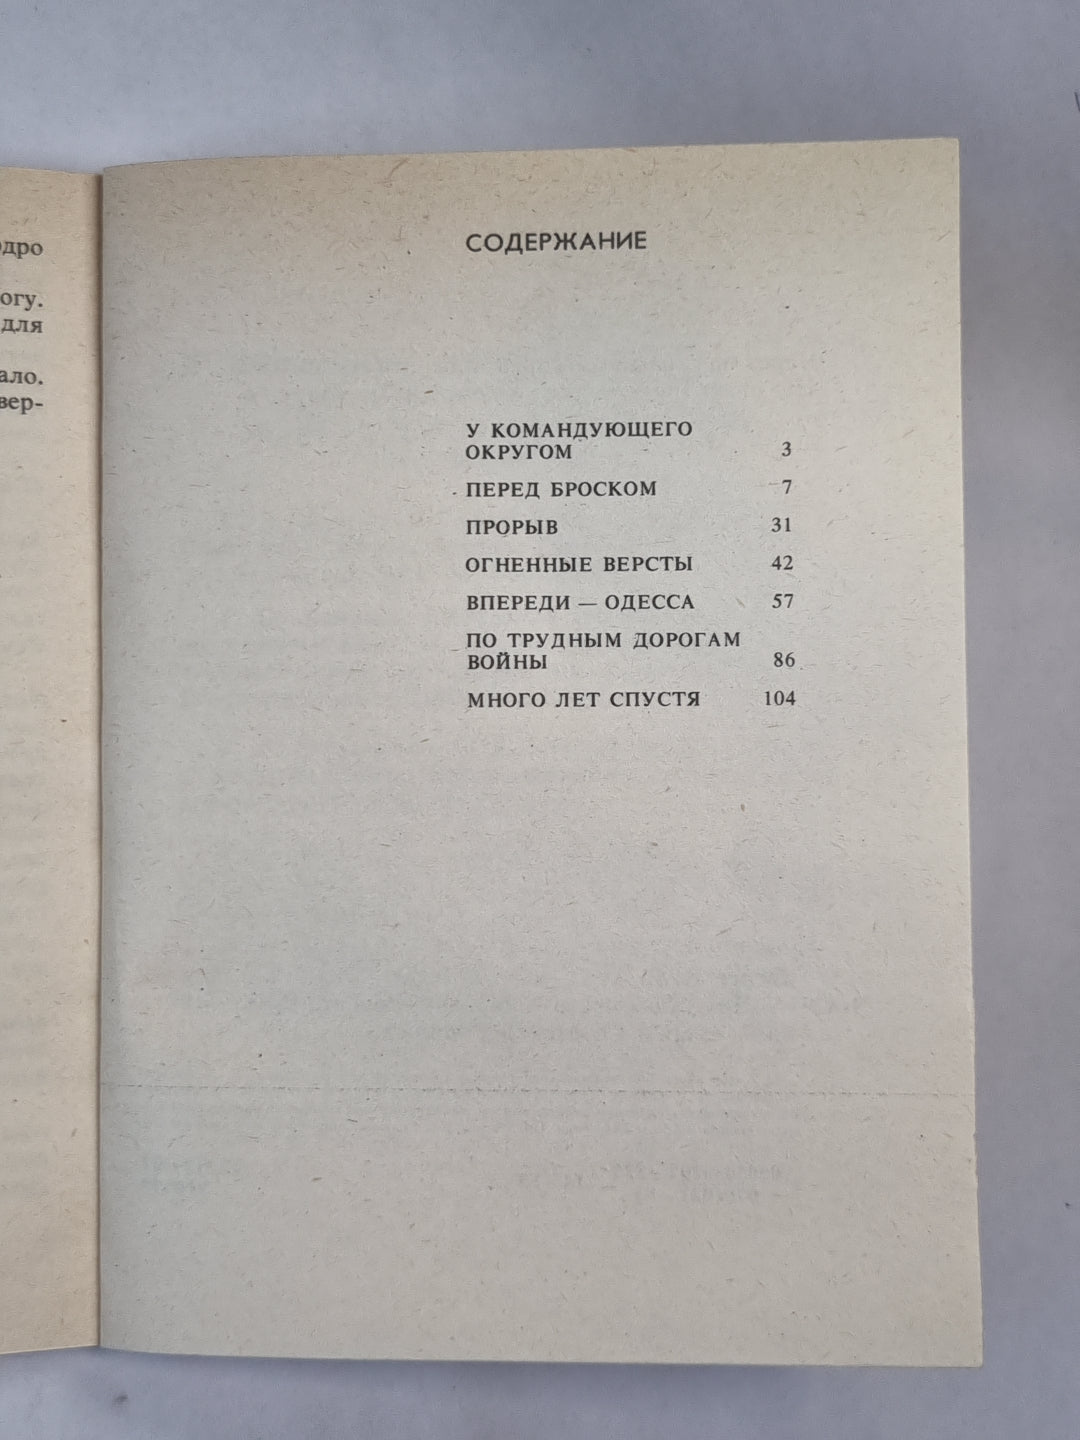 дро
огу.
для
ало.
вер-
СОДЕРЖАНИЕ
У КОМАНДУЮЩЕГО
ОКРУГОМ 3
ПЕРЕД БРОСКОМ 7
ПРОРЫВ 31
ОГНЕННЫЕ ВЕРСТЫ 42
ВПЕРЕДИ — ОДЕССА 57
ПО ТРУДНЫМ ДОРОГАМ
ВОЙНЫ 86
МНОГО ЛЕТ СПУСТЯ 104